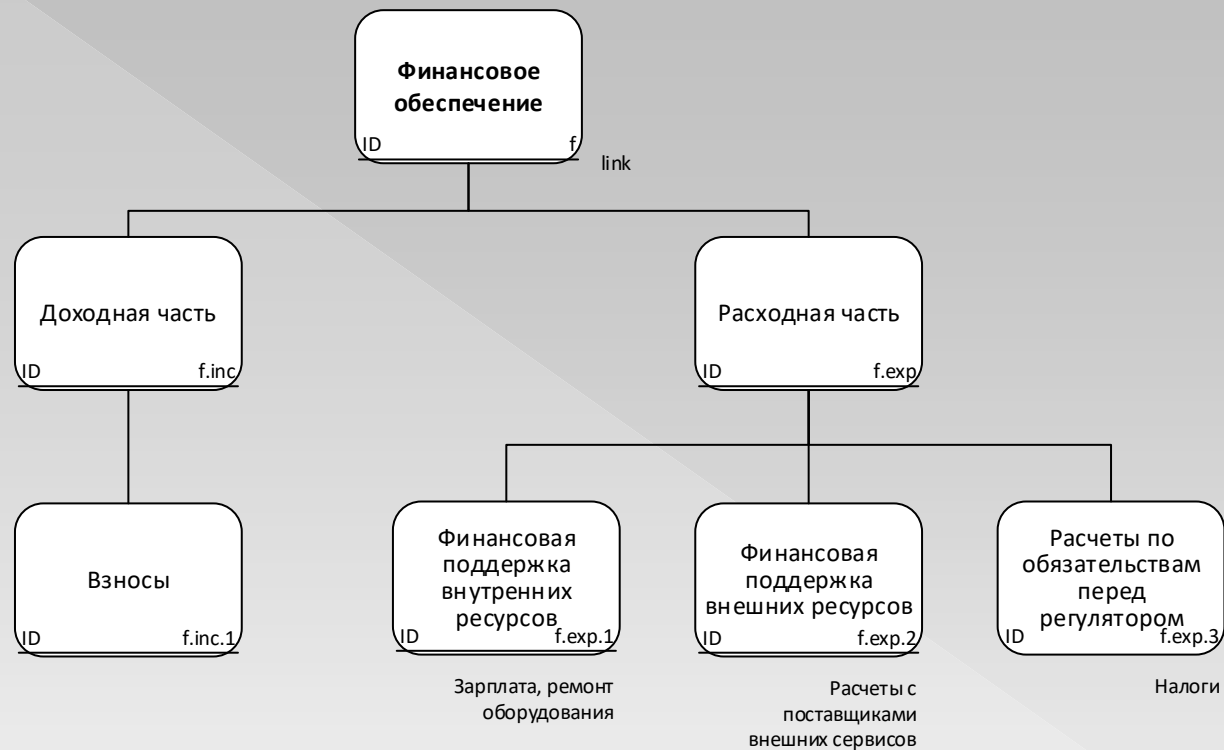 Финансовое
обеспечение
ID f
link
Доходная часть
ID f.inc
Расходная часть
ID f.exp
Взносы
ID f.inc.1
Финансовая
поддержка
внутренних
ресурсов
ID f.exp.1
Зарплата, ремонт
оборудования
Финансовая
поддержка
внешних ресурсов
ID f.exp.2
Расчеты с
поставщиками
внешних сервисов
Расчеты по
обязательствам
перед
регулятором
ID f.exp.3
Налоги